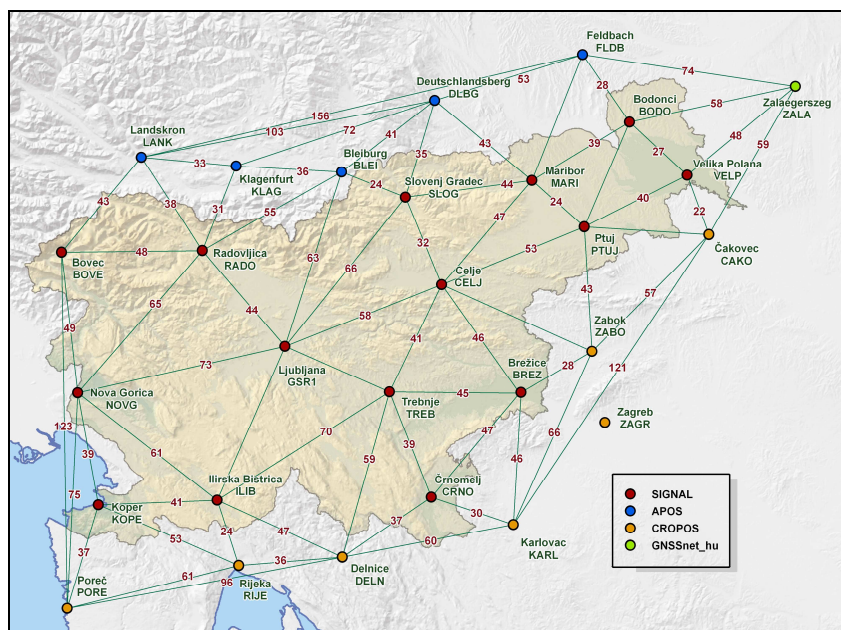 Feldbach
FLDB
53
74
Deutschlandsberg
DLBG
28
Bodonci
BODO
58
Zalaegerszeg
ZALA
156
103
72
41
43
39
48
59
Landskron
LANK
33
Klagenfurt
KLAG
36
Bleiburg
BLEI
35
27
Velika Polana
VELP
24
Slovenj Gradec
SLOG
44
Maribor
MARI
24
40
43
38
31
55
47
22
Bovec
BOVE
48
Radovljica
RADO
63
66
32
53
Ptuj
PTUJ
Čakovec
CAKO
Celje
CELJ
49
65
44
58
43
57
41
46
Zabok
ZABO
73
Ljubljana
GSR1
Brežice
BREZ
28
121
Nova Gorica
NOVG
Trebnje
TREB
45
Zagreb
ZAGR
123
39
61
70
59
39
47
66
46
Ilirska Bistrica
ILIB
Črnomelj
CRNO
75
Koper
KOPE
41
37
30
Karlovac
KARL
37
53
24
47
60
Poreč
PORE
61
96
36
Rijeka
RIJE
Delnice
DELN
SIGNAL
APOS
CROPOS
GNSSnet_hu